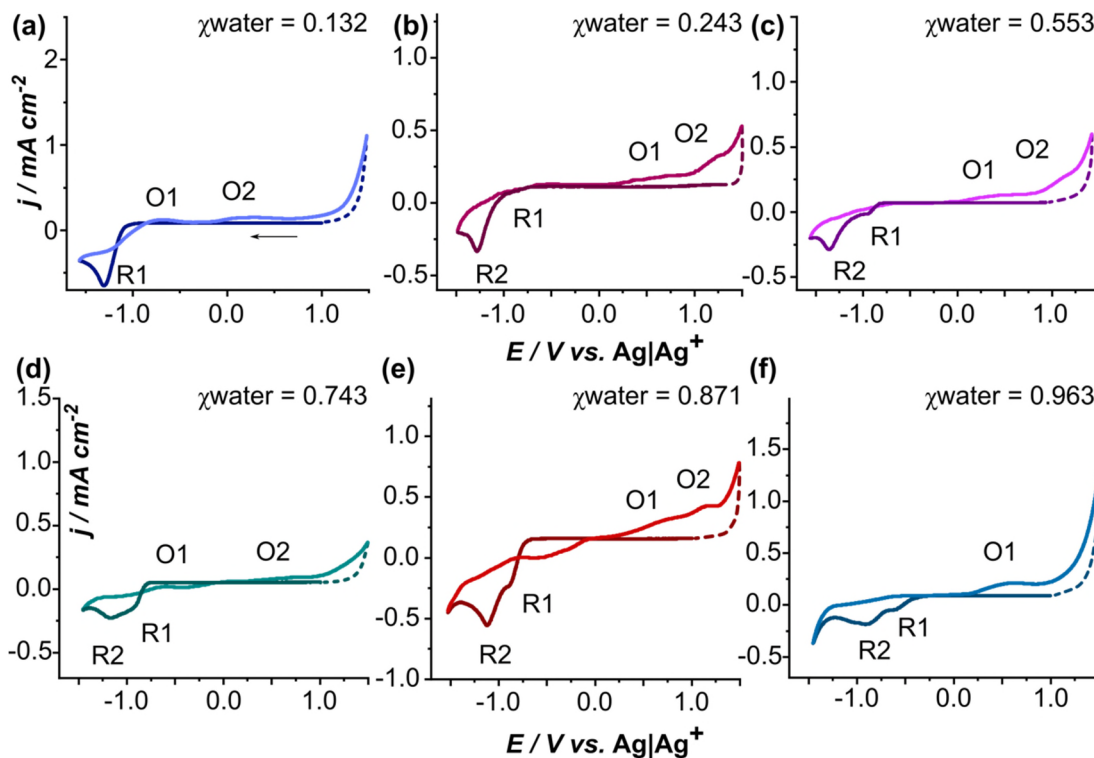 (a) χwater = 0.132
2
1
0
j / mA cm-2
O1 O2
R1
-1.0 0.0 1.0
(b) χwater = 0.243
1.0
0.5
0.0
-0.5
O1 O2
R1
R2
-1.0 0.0 1.0
(c) χwater = 0.553
1.0
0.5
0.0
-0.5
O1 O2
R1
R2
-1.0 0.0 1.0
E / V vs. Ag|Ag+
(d) χwater = 0.743
1.5
1.0
0.5
0.0
-0.5
j / mA cm-2
O1 O2
R1
R2
-1.0 0.0 1.0
(e) χwater = 0.871
1.0
0.5
0.0
-0.5
-1.0
O1 O2
R1
R2
-1.0 0.0 1.0
(f) χwater = 0.963
1.5
1.0
0.5
0.0
-0.5
O1
R1
R2
-1.0 0.0 1.0
E / V vs. Ag|Ag+